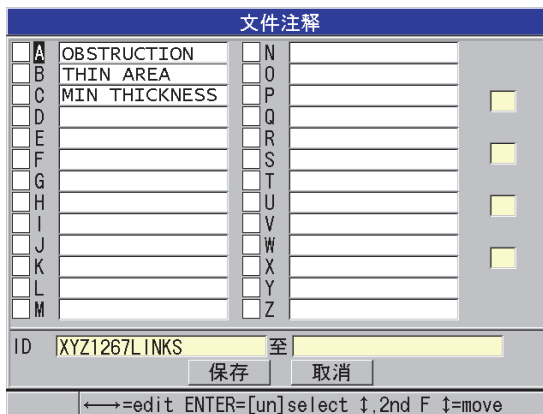 文件注释
A OBSTRUCTION N
B THIN AREA O
C MIN THICKNESS P
D Q
E R
F S
G T
H U
I V
J W
K X
L Y
M Z
ID XYZ1267LINKS 至
保存 取消
←→=edit ENTER=[un]select ↕,2nd F ↕=move